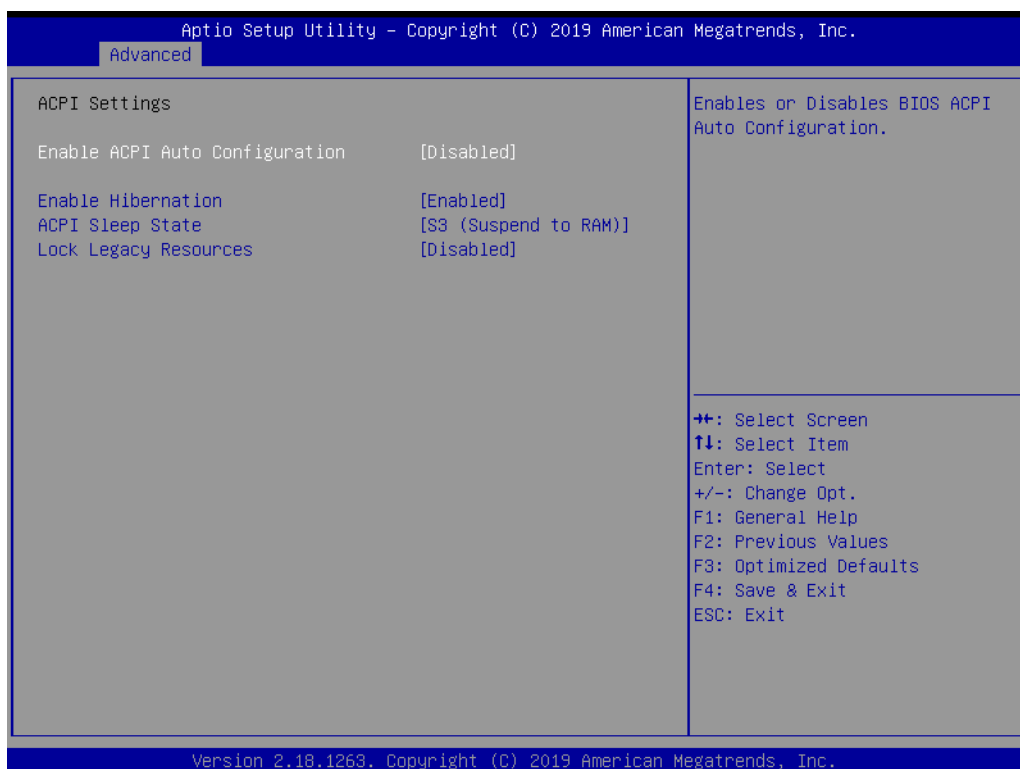 Aptio Setup Utility – Copyright (C) 2019 American Megatrends, Inc.
Advanced
ACPI Settings
Enable ACPI Auto Configuration [Disabled]
Enable Hibernation [Enabled]
ACPI Sleep State [S3 (Suspend to RAM)]
Lock Legacy Resources [Disabled]
Enables or Disables BIOS ACPI
Auto Configuration.
→←: Select Screen
↑↓: Select Item
Enter: Select
+/-: Change Opt.
F1: General Help
F2: Previous Values
F3: Optimized Defaults
F4: Save & Exit
ESC: Exit
Version 2.18.1263. Copyright (C) 2019 American Megatrends, Inc.